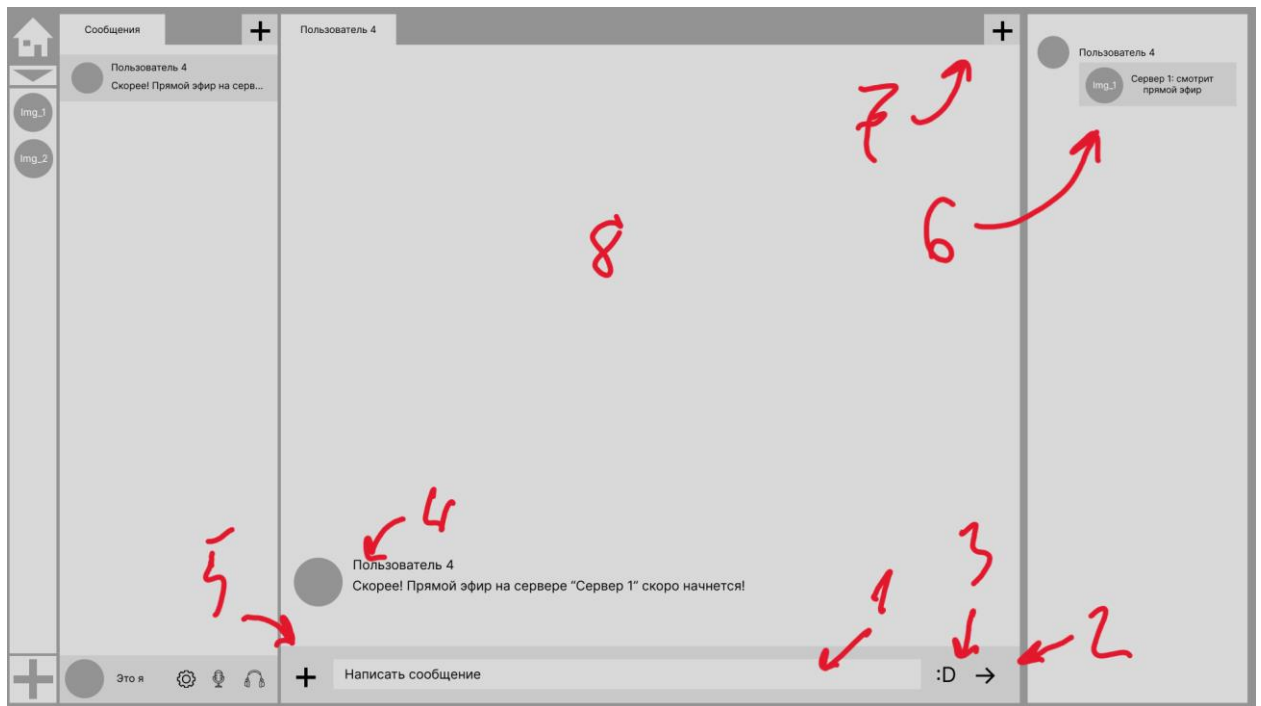 Сообщения
+
Пользователь 4
+
Пользователь 4
Скорее! Прямой эфир на серв...
Img_1
Img_2
Пользователь 4
Img_1
Сервер 1: смотрит
прямой эфир
7
6
8
4
Пользователь 4
Скорее! Прямой эфир на сервере "Сервер 1" скоро начнется!
5
1
3
2
+
Это я
+
Написать сообщение
:D →